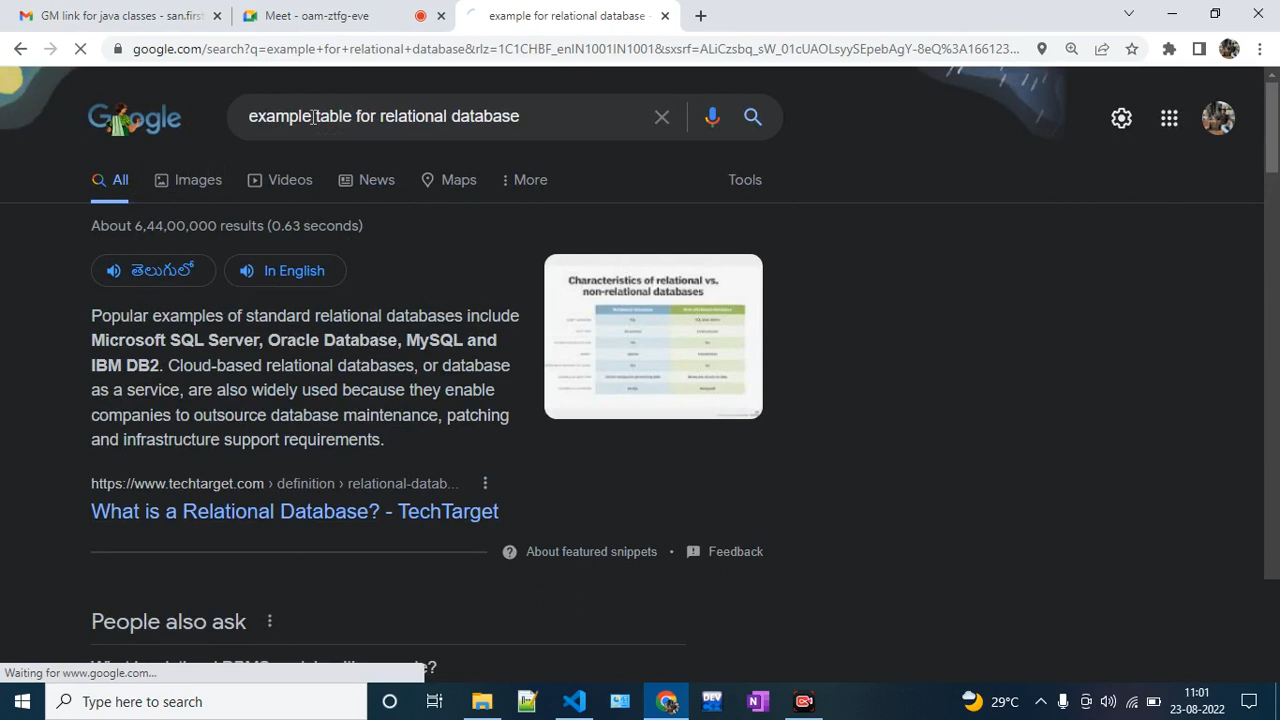 GM link for java classes - san.first
Meet - oam-ztfg-eve
example for relational database -
google.com/search?q=example+for+relational+database&rlz=1C1CHBF_enIN1001IN1001&sxsrf=ALiCzsbq_sW_01cUAOLsyySEpebAgY-8eQ%3A166123...
Google
example table for relational database
All
Images
Videos
News
Maps
More
Tools
About 6,44,00,000 results (0.63 seconds)
తెలుగులో
In English
Popular examples of standard relational databases include
Microsoft SQL Server, Oracle Database, MySQL and
IBM DB2. Cloud-based relational databases, or database
as a service, are also widely used because they enable
companies to outsource database maintenance, patching
and infrastructure support requirements.
Characteristics of relational vs.
non-relational databases
https://www.techtarget.com › definition › relational-datab...
What is a Relational Database? - TechTarget
About featured snippets
Feedback
People also ask
Waiting for www.google.com...
Type here to search
DEV
29°C
11:01
23-08-2022